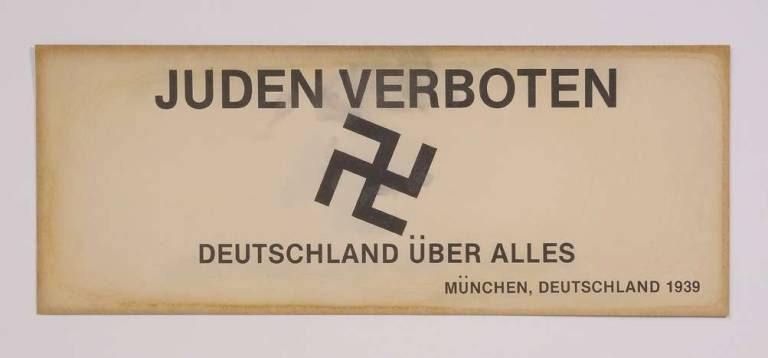 JUDEN VERBOTEN
DEUTSCHLAND ÜBER ALLES
MÜNCHEN, DEUTSCHLAND 1939